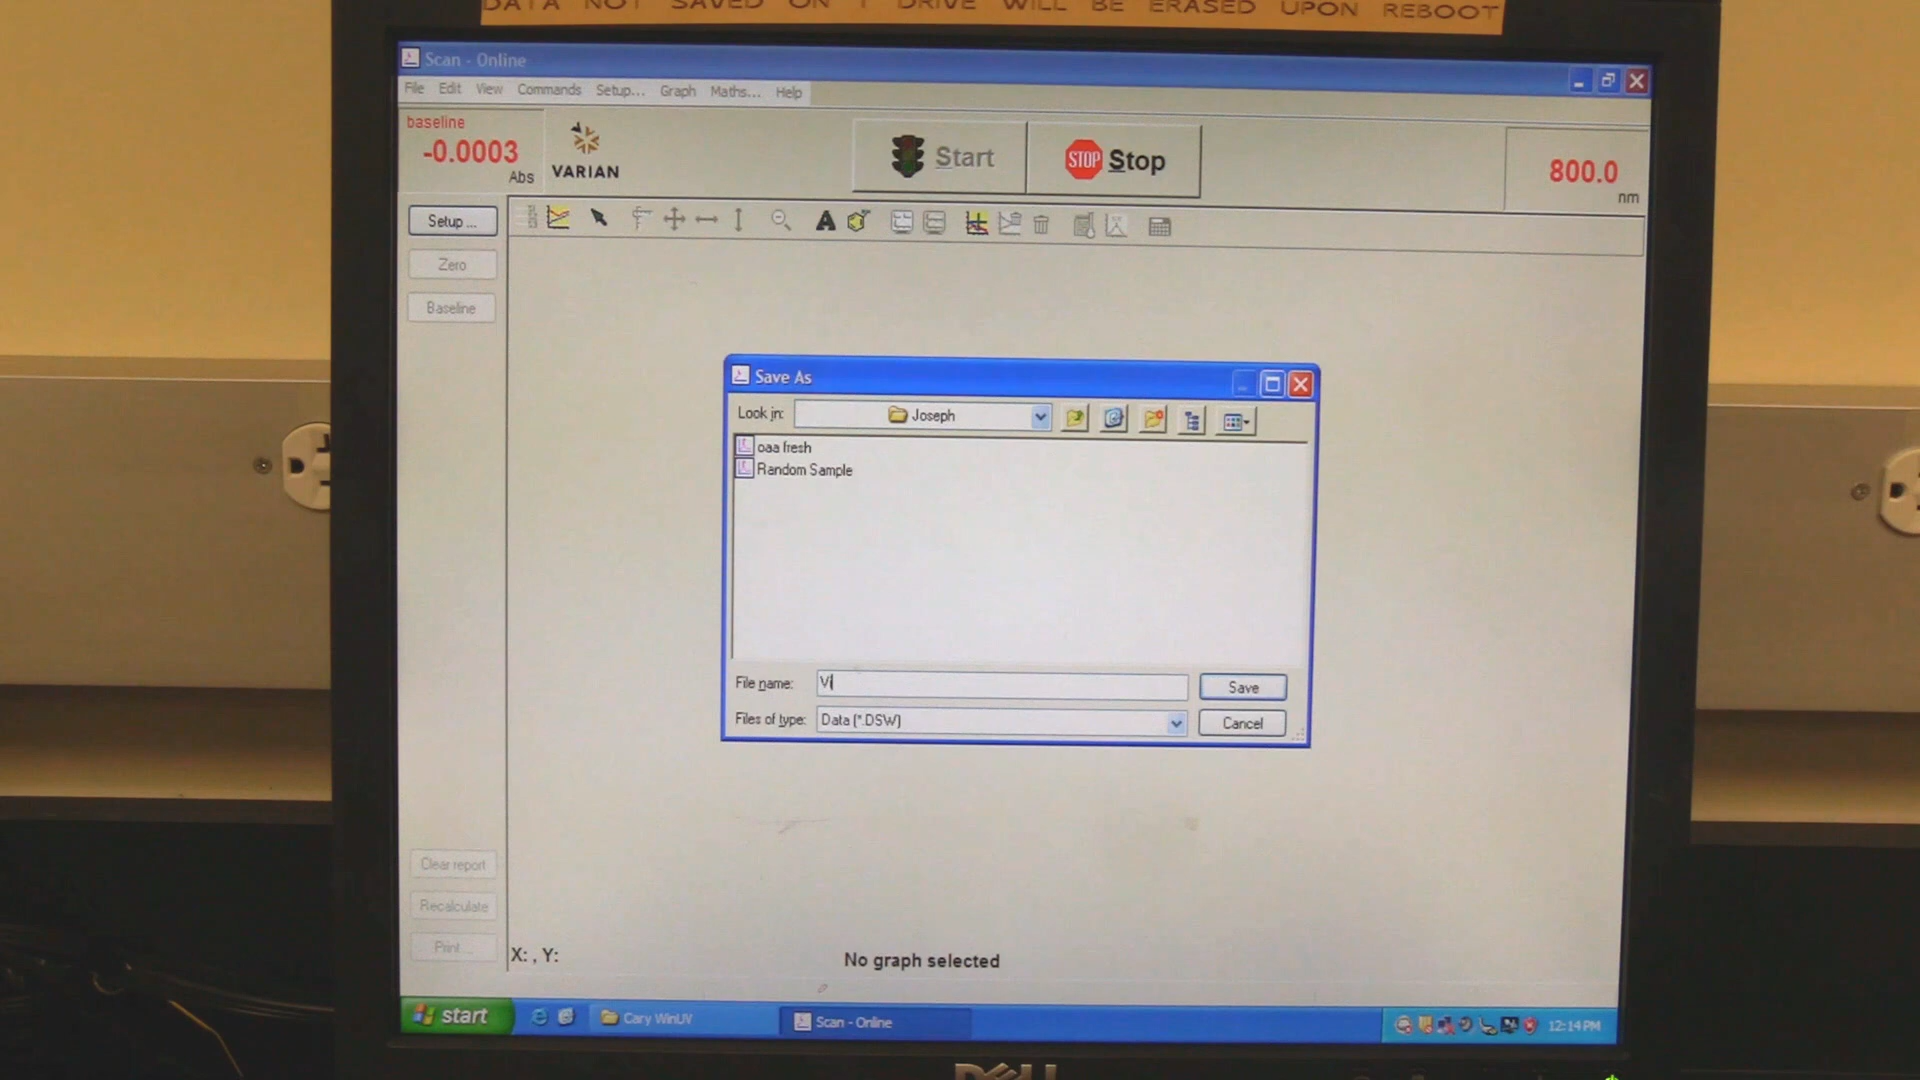 DATA NOT SAVED ON T DRIVE WILL BE ERASED UPON REBOOT
Scan - Online
File Edit View Commands Setup... Graph Maths... Help
baseline
-0.0003
Abs
VARIAN
Start
STOP Stop
800.0
nm
Setup ...
Zero
Baseline
Save As
Look in: Joseph
oaa fresh
Random Sample
File name: Vi
Save
Files of type: Data (*.DSW)
Cancel
Clear report
Recalculate
Print ...
X: , Y:
No graph selected
start
Cary WinUV
Scan - Online
12:14 PM
DELL